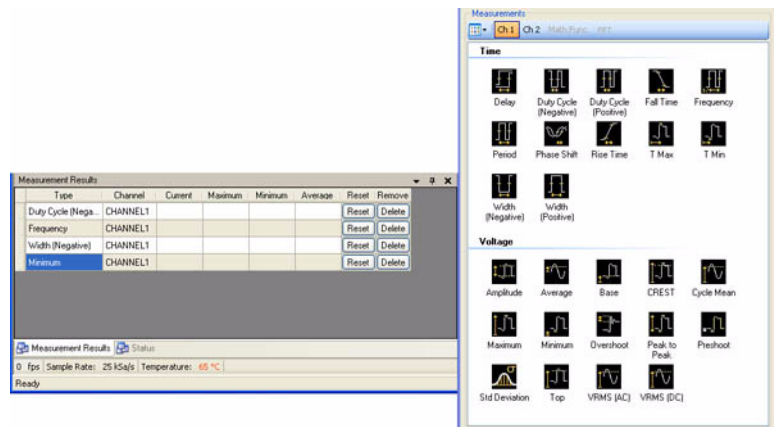 Measurements
Ch 1 Ch 2 Math/Func. FFT
Time
Delay Duty Cycle (Negative) Duty Cycle (Positive) Fall Time Frequency
Period Phase Shift Rise Time T Max T Min
Width (Negative) Width (Positive)
Voltage
Amplitude Average Base CREST Cycle Mean
Maximum Minimum Overshoot Peak to Peak Preshoot
Std Deviation Top VRMS (AC) VRMS (DC)
Measurement Results
Type Channel Current Maximum Minimum Average Reset Remove
Duty Cycle (Nega... CHANNEL1 Reset Delete
Frequency CHANNEL1 Reset Delete
Width (Negative) CHANNEL1 Reset Delete
Minimum CHANNEL1 Reset Delete
Measurement Results Status
0 fps Sample Rate: 25 kSa/s Temperature: 65 °C
Ready